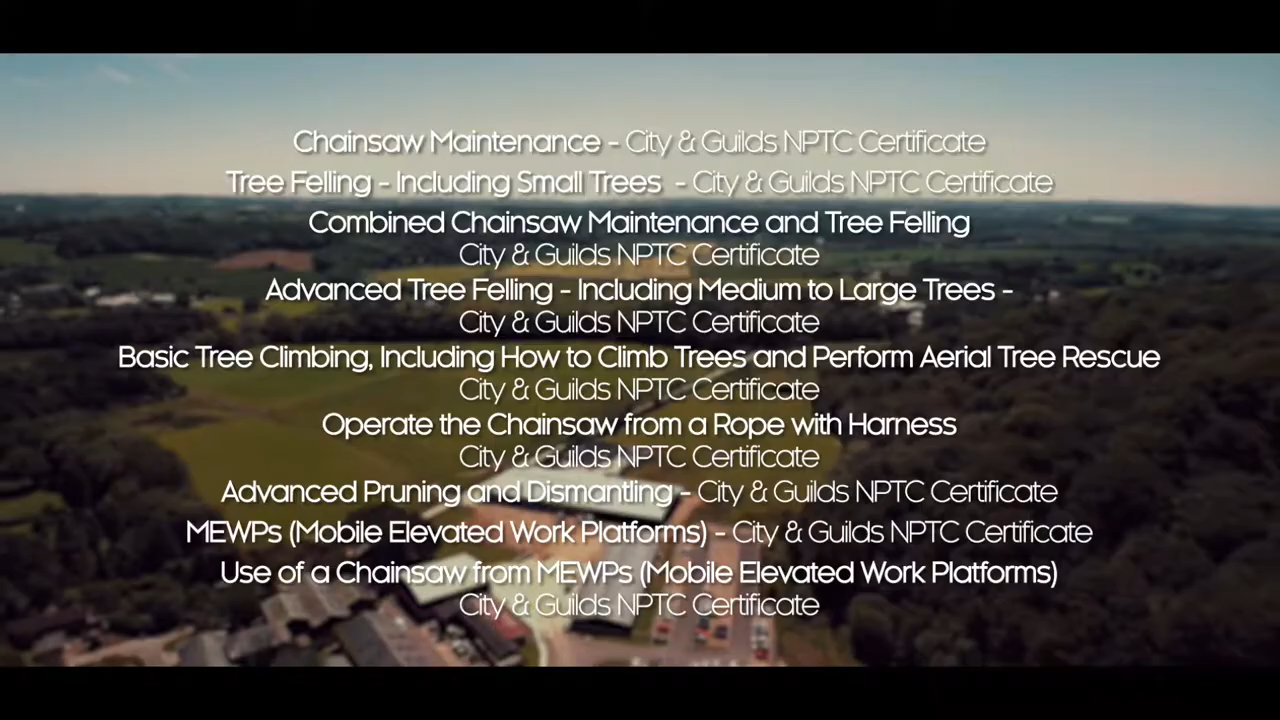 Chainsaw Maintenance - City & Guilds NPTC Certificate
Tree Felling - Including Small Trees - City & Guilds NPTC Certificate
Combined Chainsaw Maintenance and Tree Felling
City & Guilds NPTC Certificate
Advanced Tree Felling - Including Medium to Large Trees -
City & Guilds NPTC Certificate
Basic Tree Climbing, Including How to Climb Trees and Perform Aerial Tree Rescue
City & Guilds NPTC Certificate
Operate the Chainsaw from a Rope with Harness
City & Guilds NPTC Certificate
Advanced Pruning and Dismantling - City & Guilds NPTC Certificate
MEWPs (Mobile Elevated Work Platforms) - City & Guilds NPTC Certificate
Use of a Chainsaw from MEWPs (Mobile Elevated Work Platforms)
City & Guilds NPTC Certificate